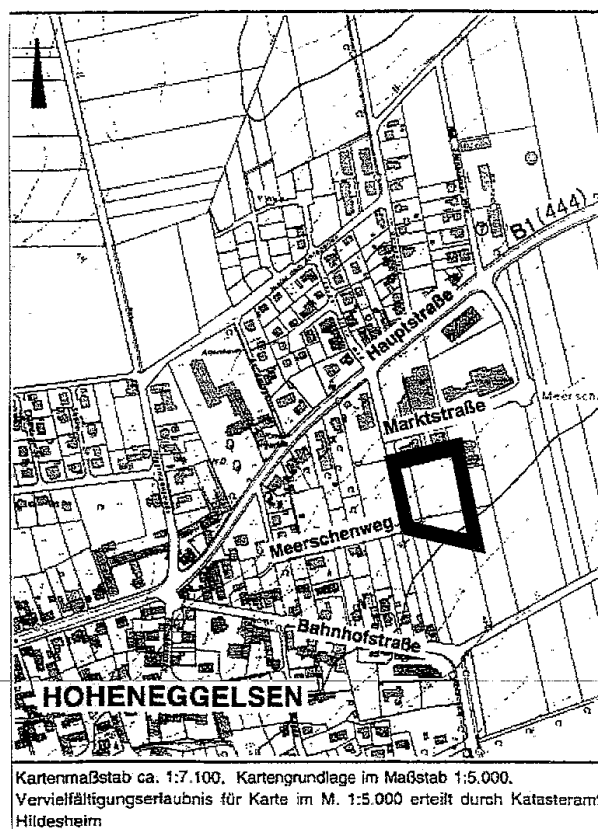 B1 (444)
Hauptstraße
Marktstraße
Meersch
Meerschenweg
Bahnhofstraße
HOHENEGGELSEN
Kartenmaßstab ca. 1:7.100. Kartengrundlage im Maßstab 1:5.000.
Vervielfältigungserlaubnis für Karte im M. 1:5.000 erteilt durch Katasteramt
Hildesheim